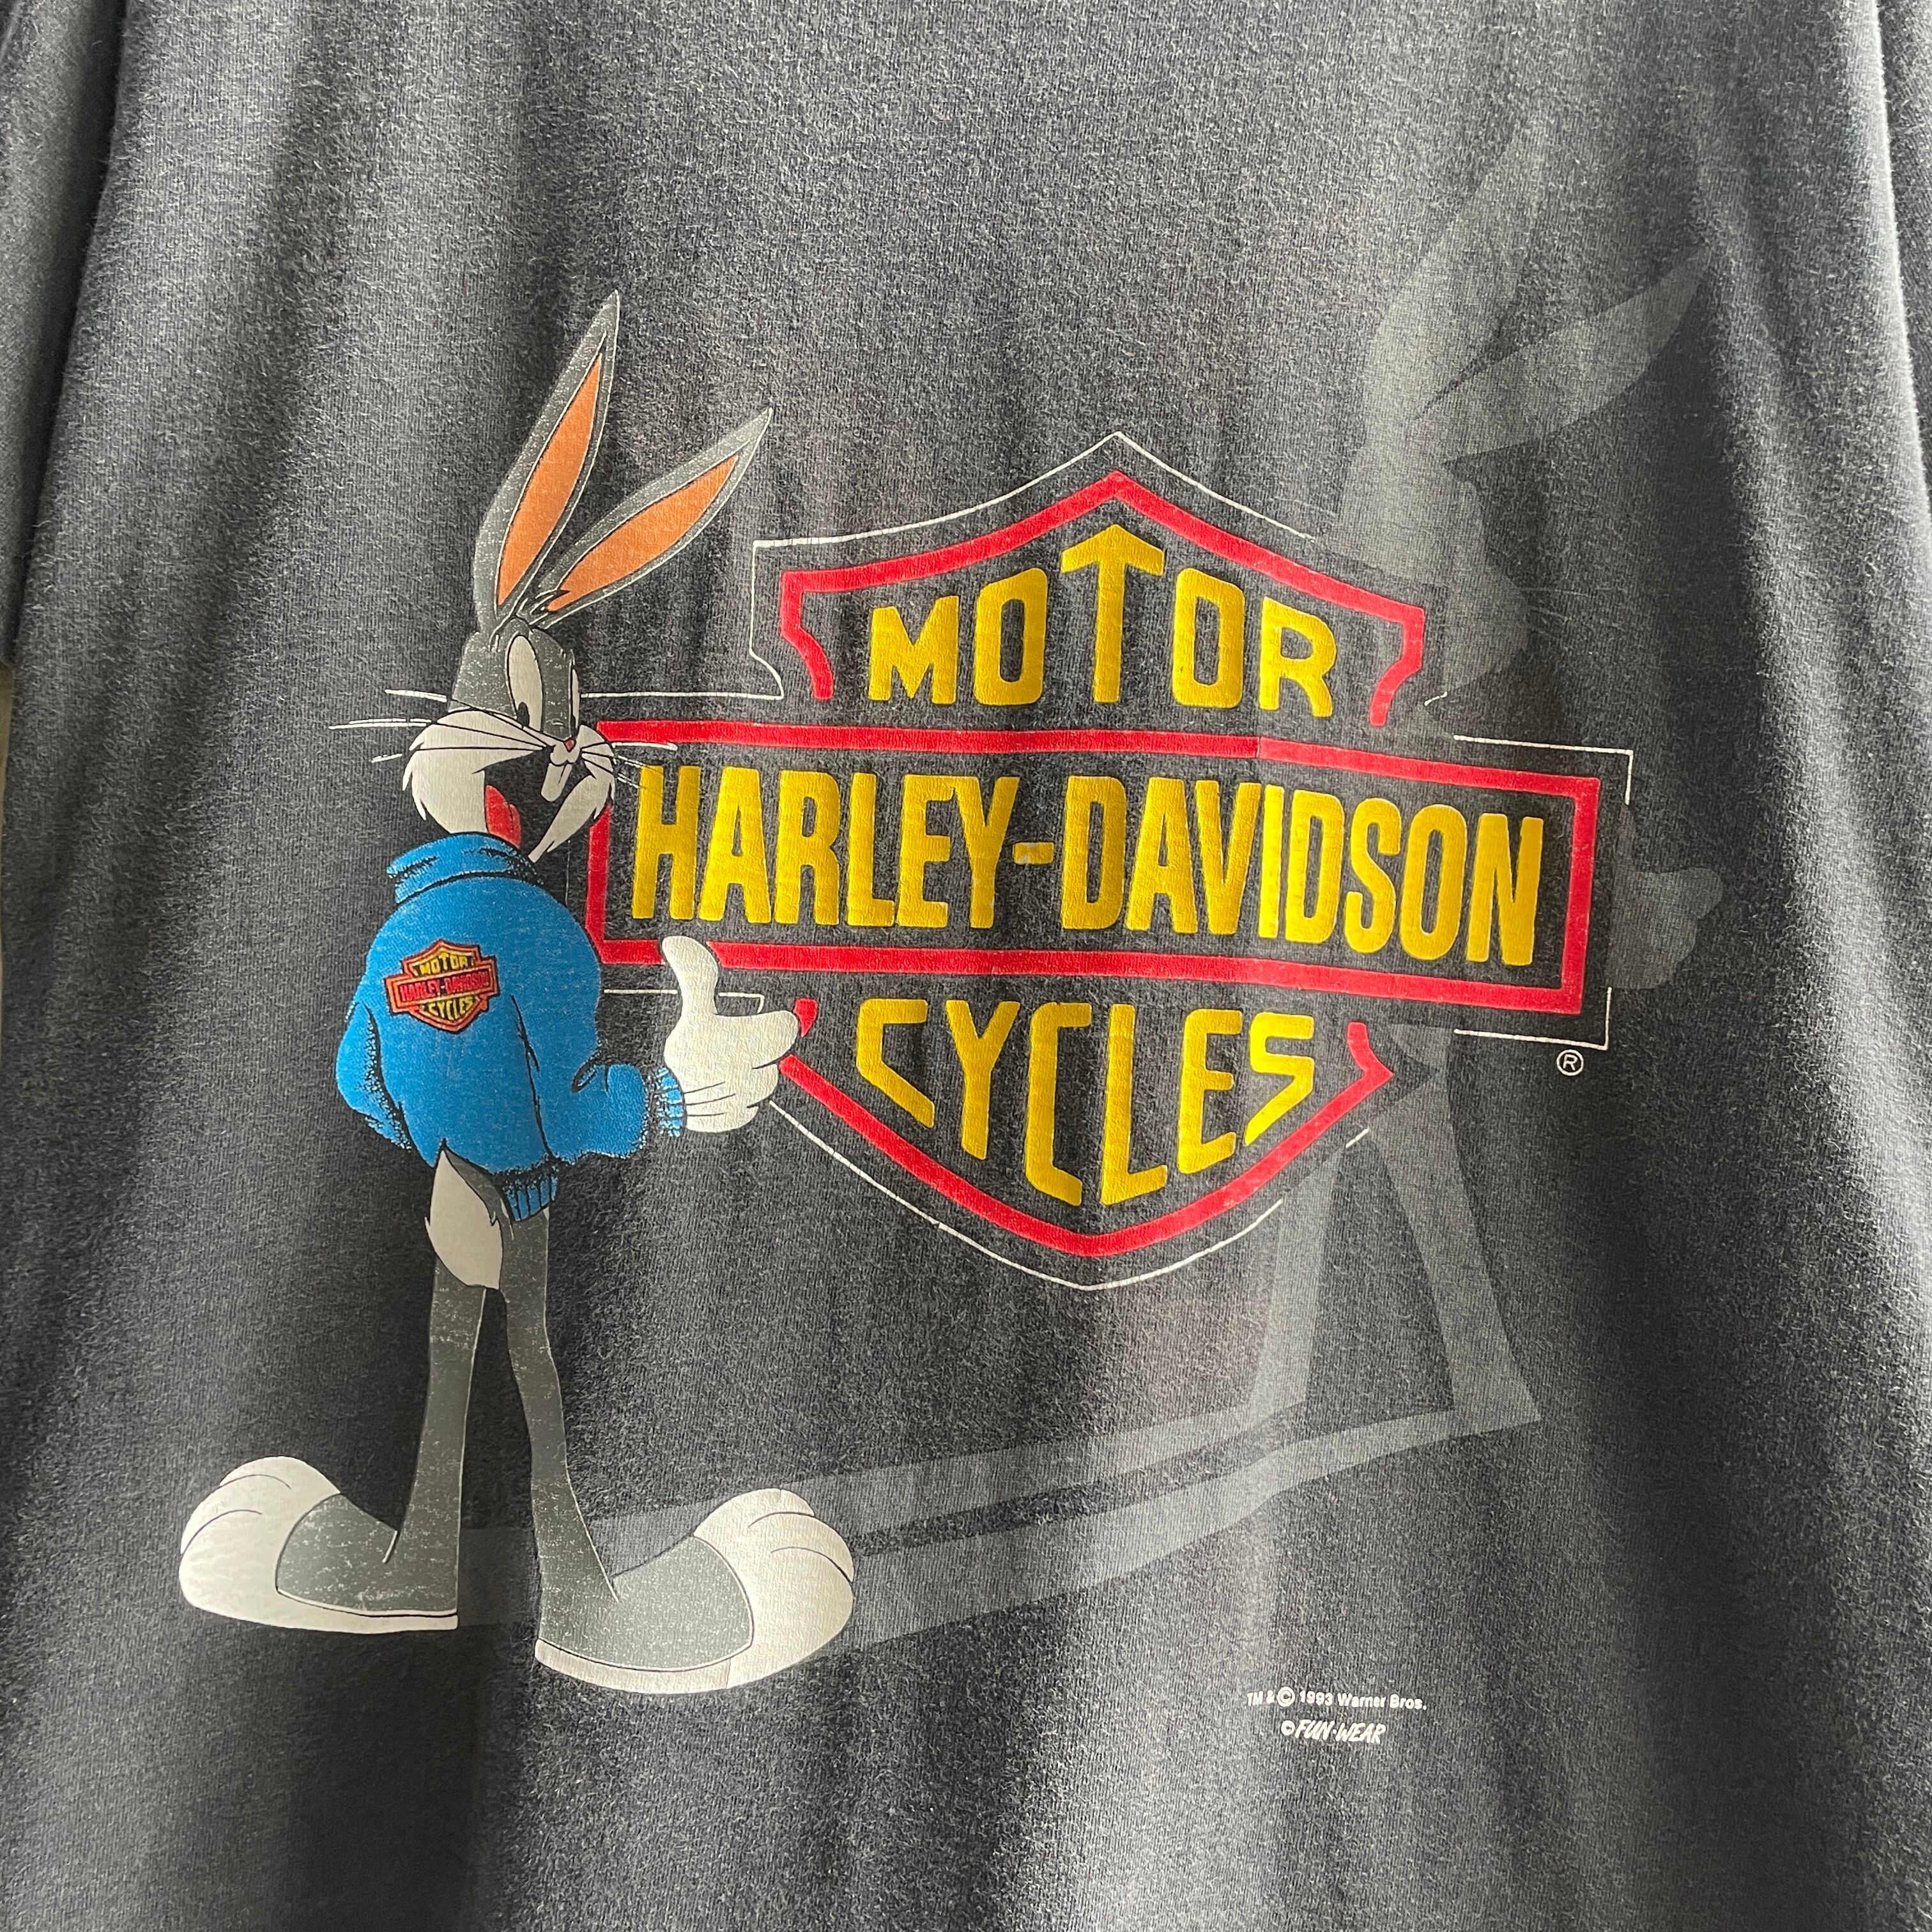 MOTOR
HARLEY-DAVIDSON
CYCLES
®
MOTOR
HARLEY-DAVIDSON
CYCLES
TM & © 1993 Warner Bros.
© FUN-WEAR